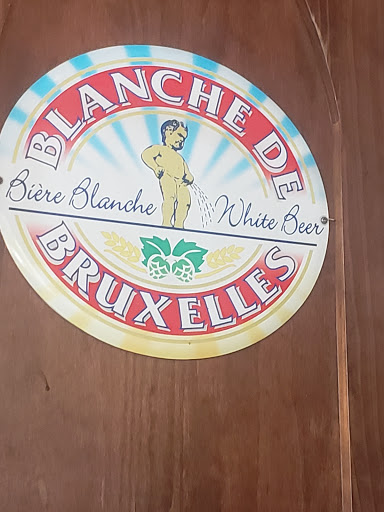 BLANCHE DE
Bière Blanche White Beer
BRUXELLES